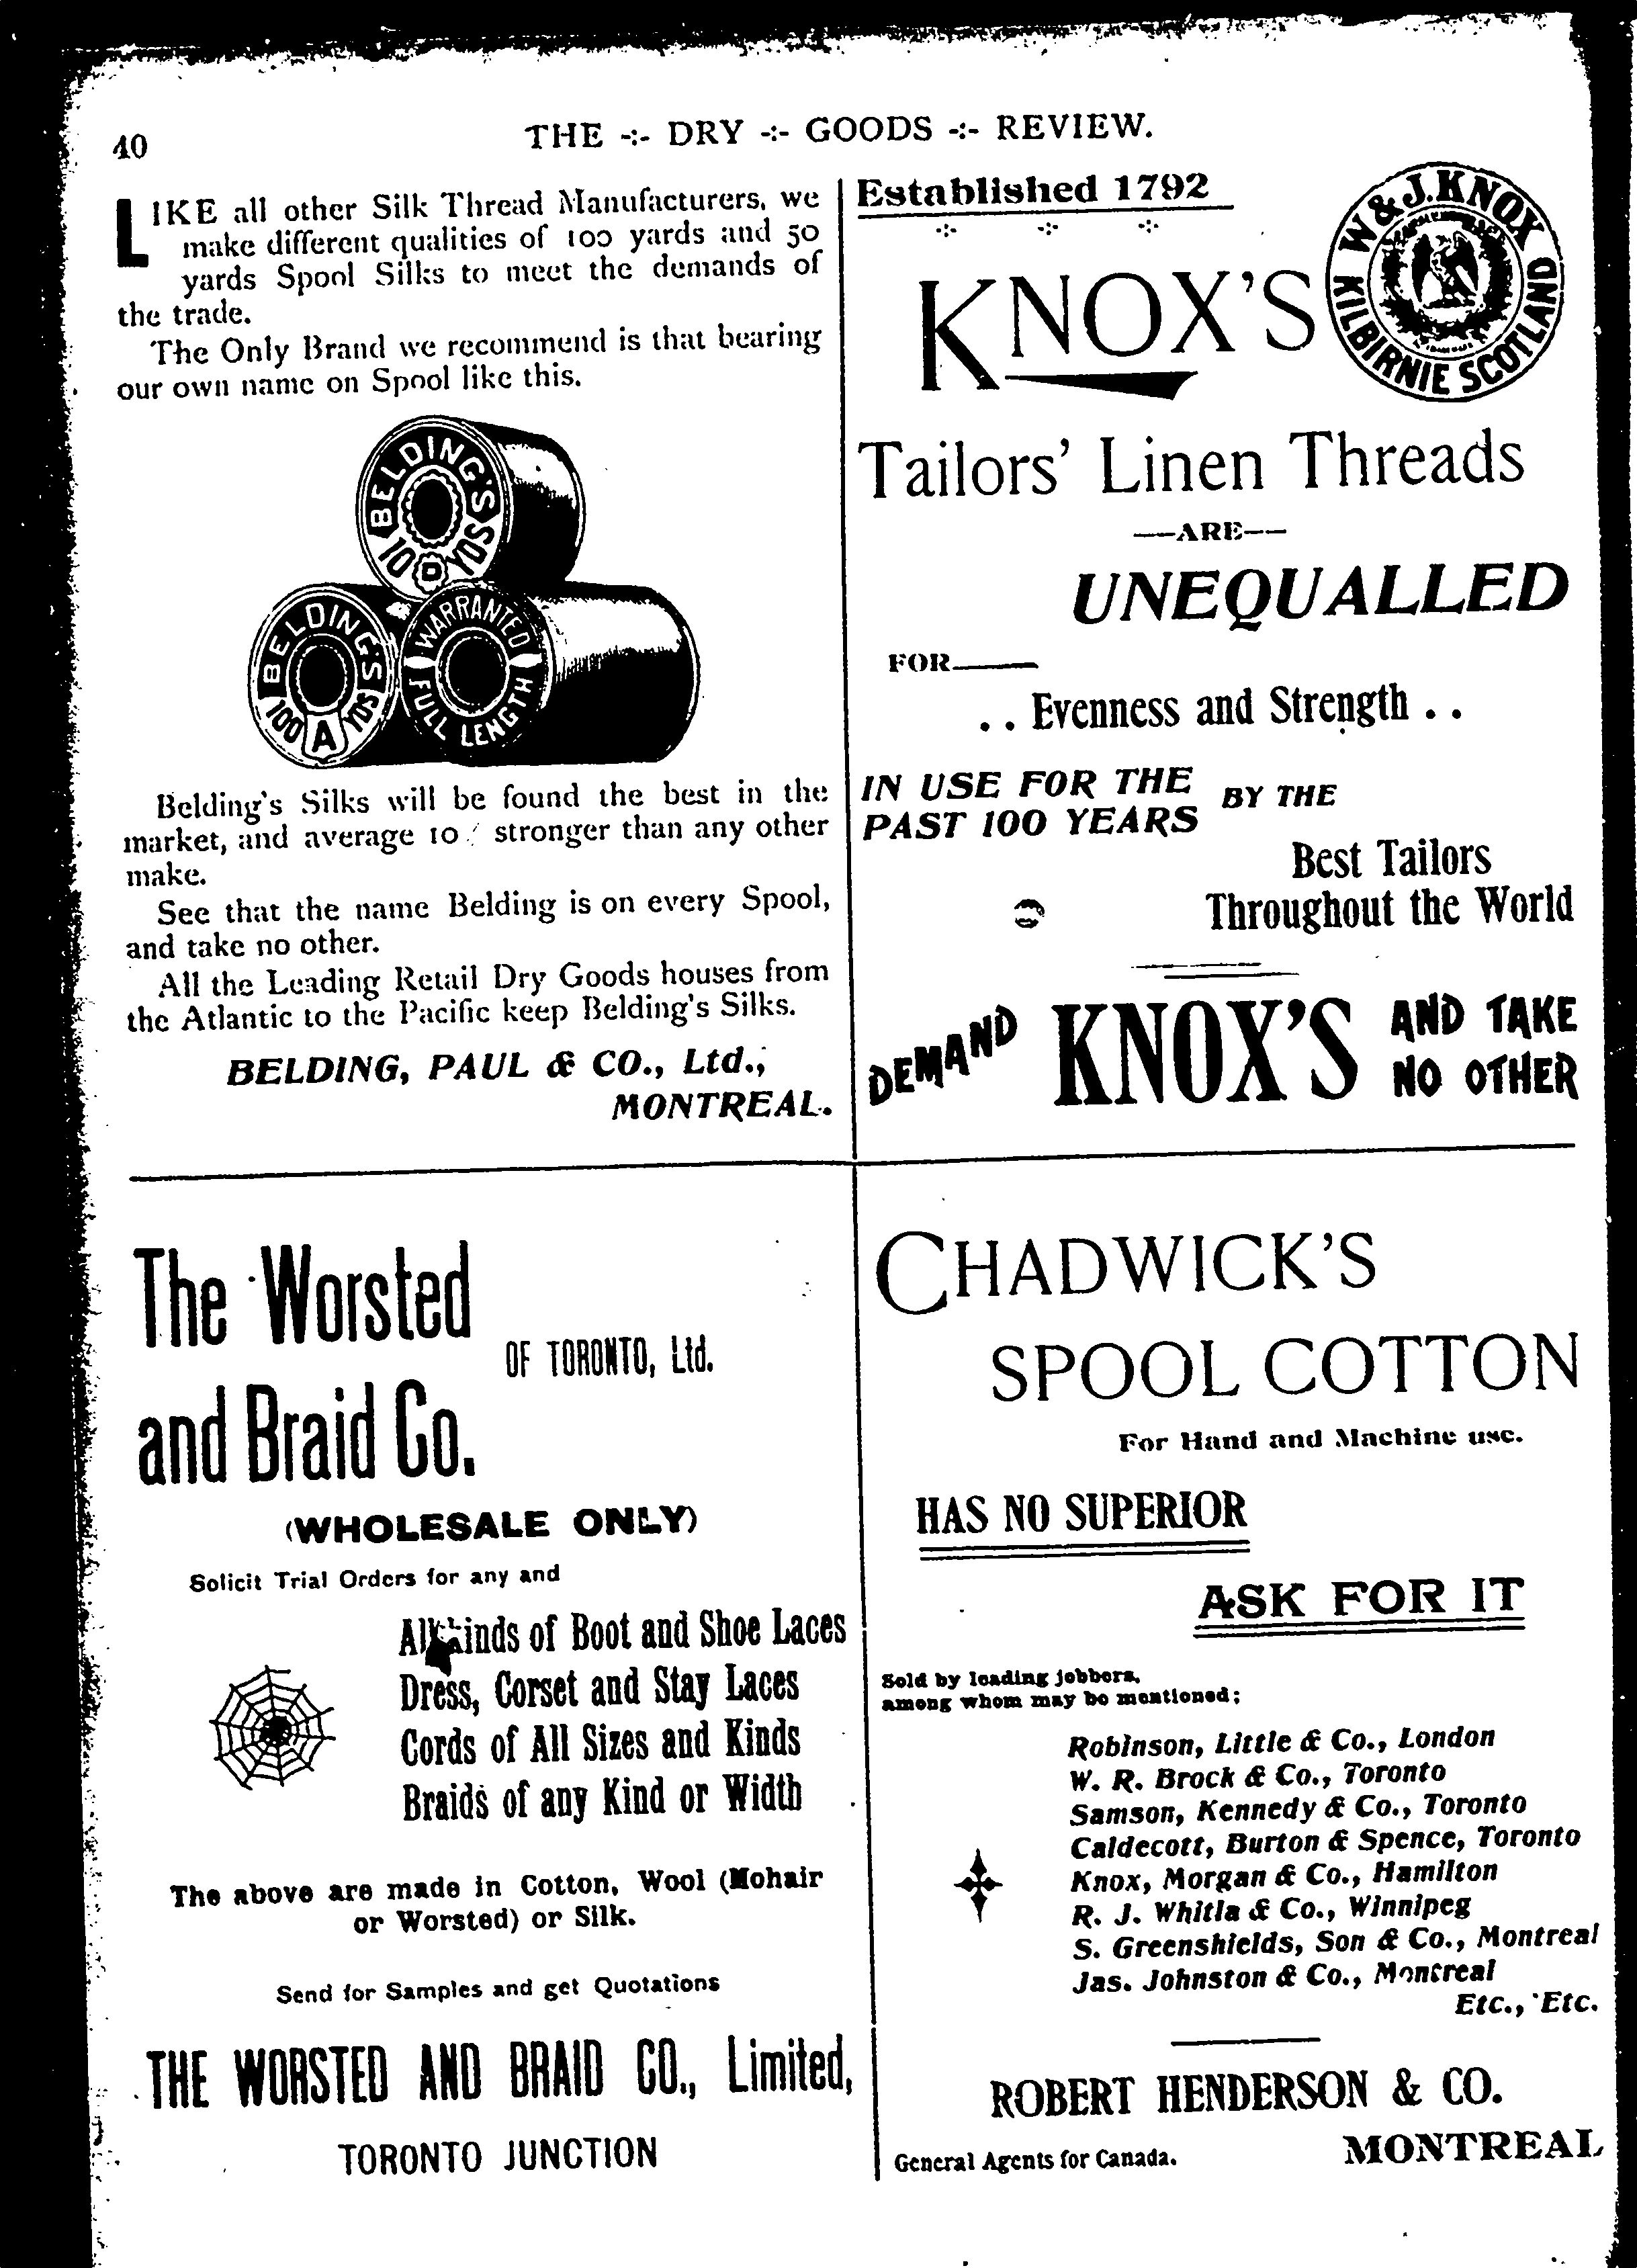 40
THE -:- DRY -:- GOODS -:- REVIEW.
LIKE all other Silk Thread Manufacturers, we
make different qualities of 100 yards and 50
yards Spool Silks to meet the demands of
the trade.
The Only Brand we recommend is that bearing
our own name on Spool like this.
BELDING'S
100 D YDS
BELDING'S
100 A YDS
WARRANTED
FULL LENGTH
Belding's Silks will be found the best in the
market, and average 10 stronger than any other
make.
See that the name Belding is on every Spool,
and take no other.
All the Leading Retail Dry Goods houses from
the Atlantic to the Pacific keep Belding's Silks.
BELDING, PAUL & CO., Ltd.,
MONTREAL.
Established 1792
W & J. KNOX
KILBIRNIE SCOTLAND
KNOX'S
Tailors' Linen Threads
—ARE—
UNEQUALLED
FOR—
. . Evenness and Strength . .
IN USE FOR THE
PAST 100 YEARS
BY THE
Best Tailors
Throughout the World
DEMAND KNOX'S AND TAKE
NO OTHER
The Worsted
and Braid Co.
OF TORONTO, Ltd.
(WHOLESALE ONLY)
Solicit Trial Orders for any and
All kinds of Boot and Shoe Laces
Dress, Corset and Stay Laces
Cords of All Sizes and Kinds
Braids of any Kind or Width
The above are made in Cotton, Wool (Mohair
or Worsted) or Silk.
Send for Samples and get Quotations
THE WORSTED AND BRAID CO., Limited,
TORONTO JUNCTION
CHADWICK'S
SPOOL COTTON
For Hand and Machine use.
HAS NO SUPERIOR
ASK FOR IT
Sold by leading jobbers,
among whom may be mentioned;
Robinson, Little & Co., London
W. R. Brock & Co., Toronto
Samson, Kennedy & Co., Toronto
Caldecott, Burton & Spence, Toronto
Knox, Morgan & Co., Hamilton
R. J. Whitla & Co., Winnipeg
S. Greenshields, Son & Co., Montreal
Jas. Johnston & Co., Montreal
Etc., Etc.
ROBERT HENDERSON & CO.
General Agents for Canada.
MONTREAL